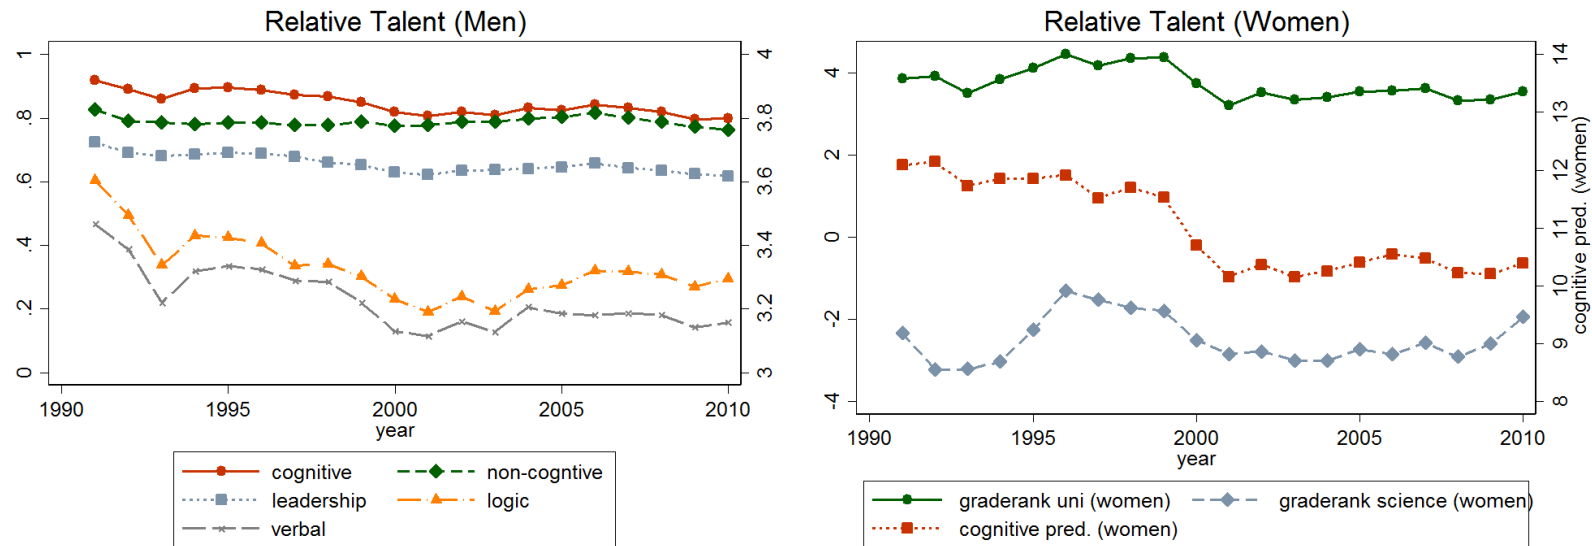 Relative Talent (Men)
1
.8
.6
.4
.2
0
4
3.8
3.6
3.4
3.2
3
1990
1995
2000
2005
2010
year
cognitive
non-cogntive
leadership
logic
verbal
Relative Talent (Women)
4
2
0
-2
-4
14
13
12
11
10
9
8
cognitive pred. (women)
1990
1995
2000
2005
2010
year
graderank uni (women)
graderank science (women)
cognitive pred. (women)